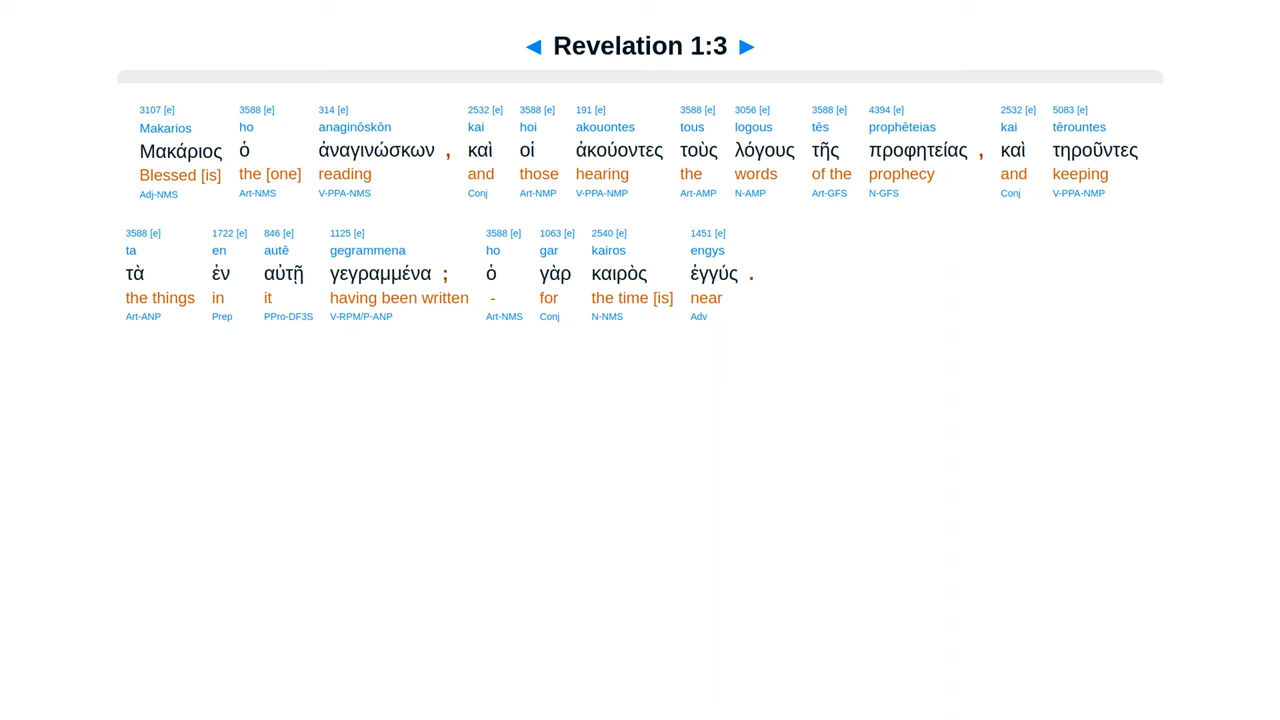 ◄ Revelation 1:3 ►
3107 [e] 3588 [e] 314 [e] 2532 [e] 3588 [e] 191 [e] 3588 [e] 3056 [e] 3588 [e] 4394 [e] 2532 [e] 5083 [e]
Makarios ho anaginōskōn kai hoi akouontes tous logous tēs prophēteias kai tērountes
Μακάριος ὁ ἀναγινώσκων , καὶ οἱ ἀκούοντες τοὺς λόγους τῆς προφητείας , καὶ τηροῦντες
Blessed [is] the [one] reading and those hearing the words of the prophecy and keeping
Adj-NMS Art-NMS V-PPA-NMS Conj Art-NMP V-PPA-NMP Art-AMP N-AMP Art-GFS N-GFS Conj V-PPA-NMP
3588 [e] 1722 [e] 846 [e] 1125 [e] 3588 [e] 1063 [e] 2540 [e] 1451 [e]
ta en autē gegrammena ho gar kairos engys
τὰ ἐν αὐτῇ γεγραμμένα ; ὁ γὰρ καιρὸς ἐγγύς .
the things in it having been written - for the time [is] near
Art-ANP Prep PPro-DF3S V-RPM/P-ANP Art-NMS Conj N-NMS Adv